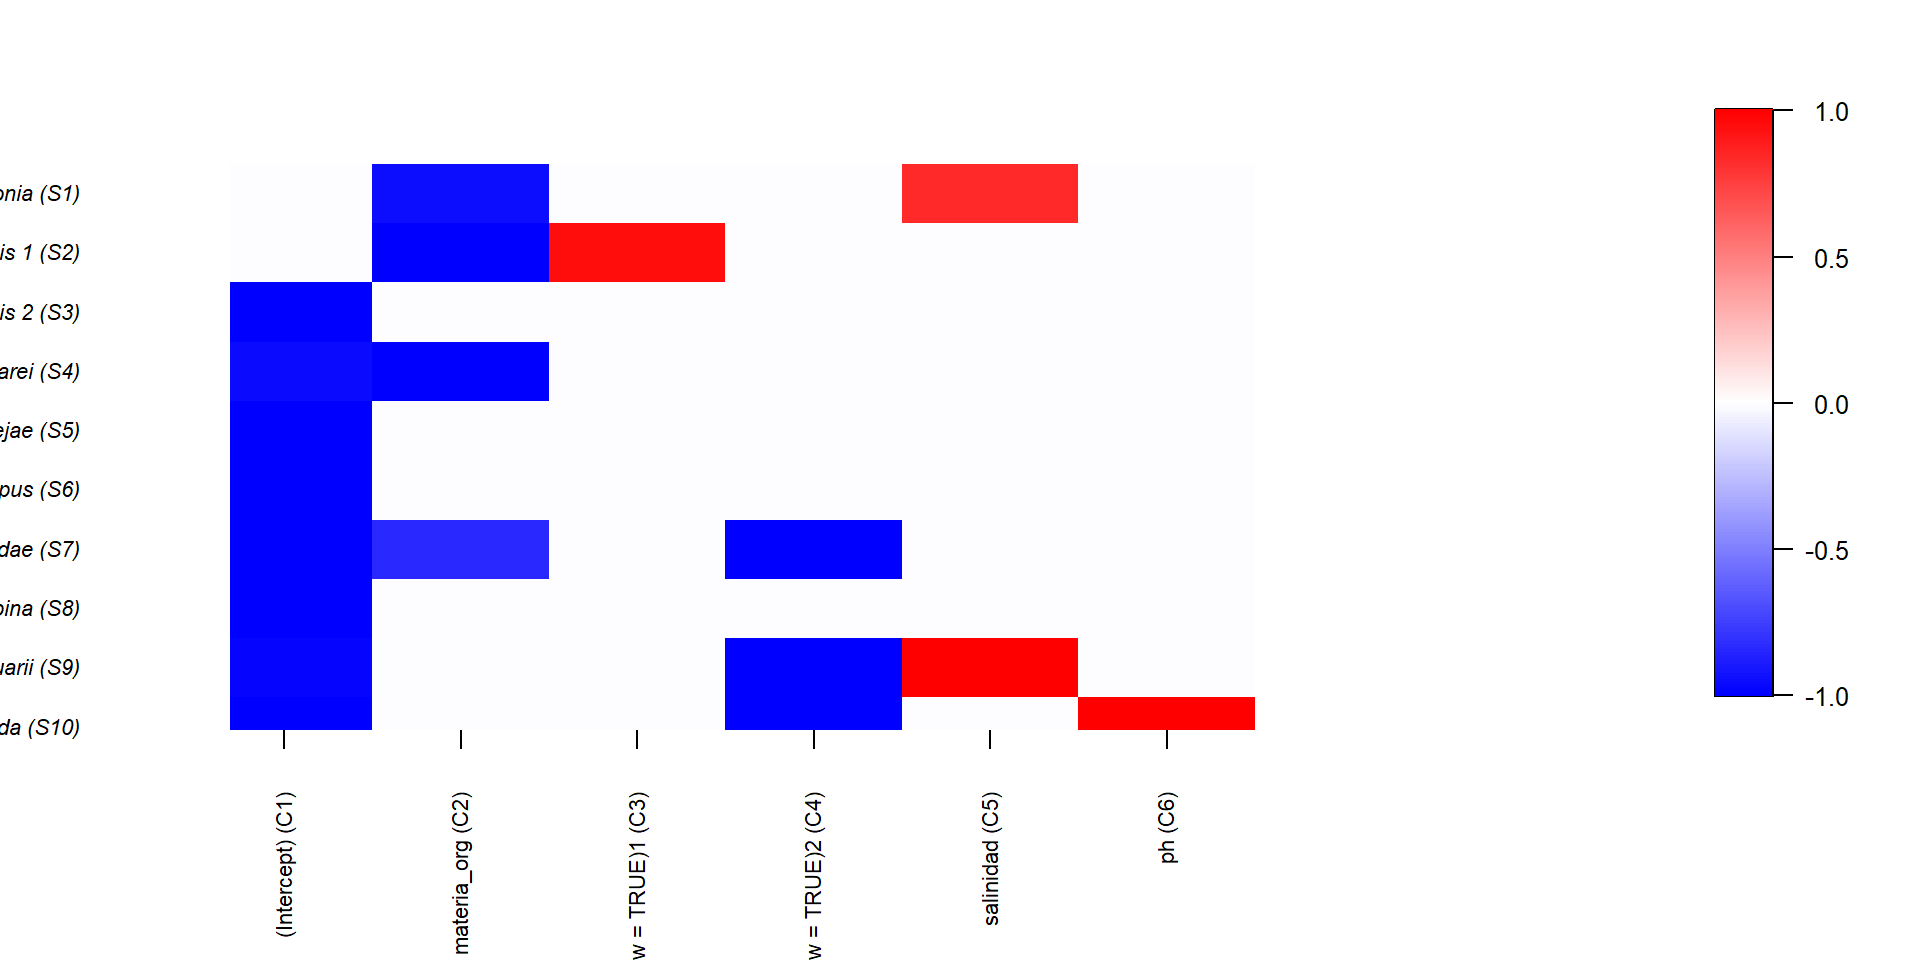 onia (S1)
is 1 (S2)
is 2 (S3)
arei (S4)
ejae (S5)
pus (S6)
dae (S7)
bina (S8)
uarii (S9)
da (S10)
(Intercept) (C1)
materia_org (C2)
w = TRUE)1 (C3)
w = TRUE)2 (C4)
salinidad (C5)
ph (C6)
1.0
0.5
0.0
-0.5
-1.0